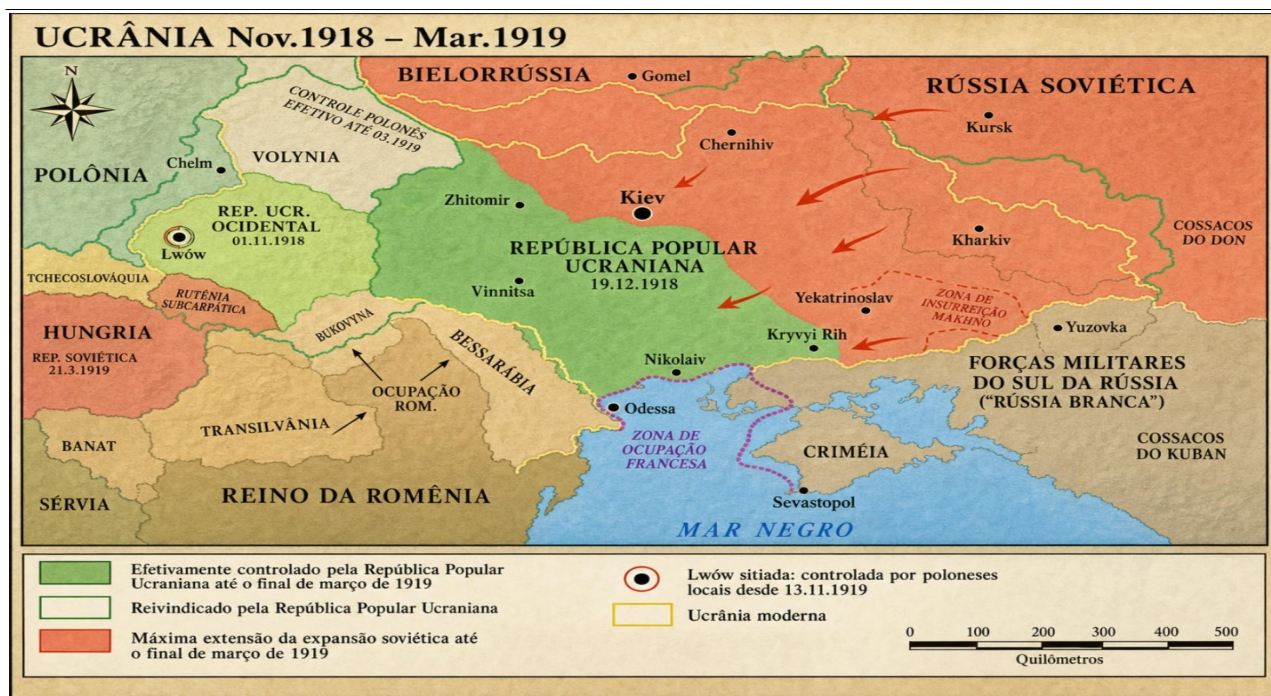 UCRÂNIA Nov.1918 – Mar.1919
N
BIELORRÚSSIA
Gomel
RÚSSIA SOVIÉTICA
Kursk
CONTROLE POLONÊS
EFETIVO ATÉ 03.1919
VOLYNIA
Chernihiv
Chelm
POLÔNIA
Kiev
Zhitomir
REP. UCR.
OCIDENTAL
01.11.1918
Lwów
COSSACOS
DO DON
Kharkiv
REPÚBLICA POPULAR
UCRANIANA
19.12.1918
TCHECOSLOVÁQUIA
Vinnitsa
RUTÉNIA
SUBCARPÁTICA
Yekatrinoslav
ZONA DE
INSURREIÇÃO
MAKHNO
HUNGRIA
REP. SOVIÉTICA
21.3.1919
BUKOVYNA
Kryvyi Rih
Yuzovka
BESSARÁBIA
Nikolaiv
FORÇAS MILITARES
DO SUL DA RÚSSIA
("RÚSSIA BRANCA")
OCUPAÇÃO
ROM.
Odessa
TRANSILVÂNIA
ZONA DE
OCUPAÇÃO
FRANCESA
BANAT
CRIMÉIA
COSSACOS
DO KUBAN
SÉRVIA
REINO DA ROMÊNIA
Sevastopol
MAR NEGRO
Efetivamente controlado pela República Popular
Ucraniana até o final de março de 1919
Reivindicado pela República Popular Ucraniana
Máxima extensão da expansão soviética até
o final de março de 1919
Lwów sitiada: controlada por poloneses
locais desde 13.11.1919
Ucrânia moderna
0 100 200 300 400 500
Quilômetros